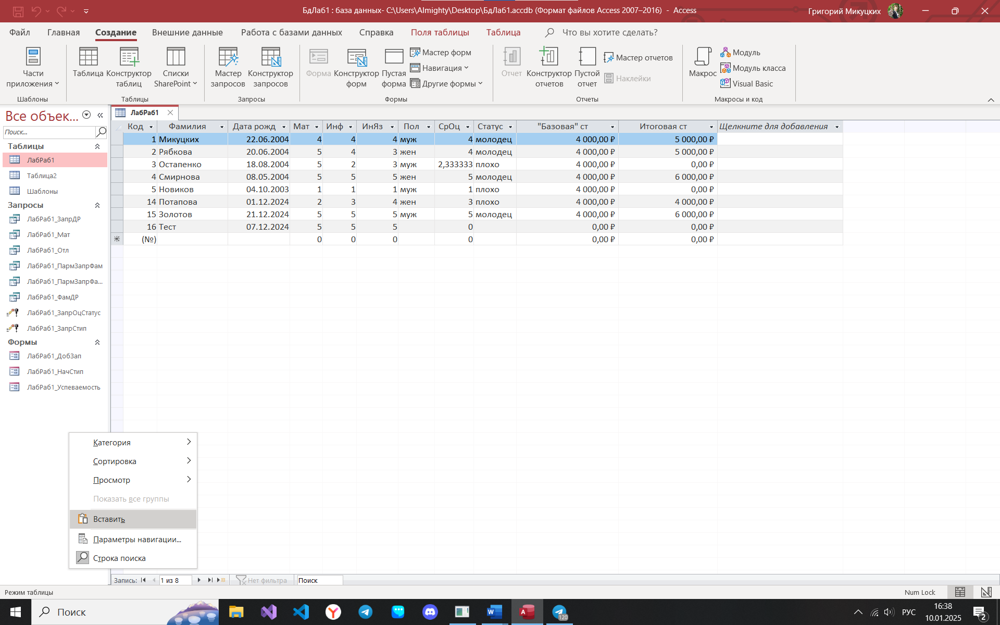 БдЛаб1 : база данных- C:\Users\Almighty\Desktop\БдЛаб1.accdb (Формат файлов Access 2007–2016) - Access
Григорий Микуцких
Файл Главная Создание Внешние данные Работа с базами данных Справка Поля таблицы Таблица Что вы хотите сделать?
Части приложения
Шаблоны
Таблица
Конструктор таблиц
Списки SharePoint
Таблицы
Мастер запросов
Конструктор запросов
Запросы
Форма
Конструктор форм
Пустая форма
Мастер форм
Навигация
Другие формы
Формы
Отчет
Конструктор отчетов
Пустой отчет
Мастер отчетов
Наклейки
Отчеты
Макрос
Модуль
Модуль класса
Visual Basic
Макросы и код
Все объек...
Поиск...
Таблицы
ЛабРаб1
Таблица2
Шаблоны
Запросы
ЛабРаб1_ЗапрДР
ЛабРаб1_Мат
ЛабРаб1_Отл
ЛабРаб1_ПармЗапрФам
ЛабРаб1_ПармЗапрФа...
ЛабРаб1_ФамДР
ЛабРаб1_ЗапрОцСтатус
ЛабРаб1_ЗапрСтип
Формы
ЛабРаб1_ДобЗап
ЛабРаб1_НачСтип
ЛабРаб1_Успеваемость
ЛабРаб1
Код Фамилия Дата рожд Мат Инф ИнЯз Пол СрОц Статус "Базовая" ст Итоговая ст Щелкните для добавления
1 Микуцких 22.06.2004 4 4 4 муж 4 молодец 4 000,00 ₽ 5 000,00 ₽
2 Рябкова 20.06.2004 5 4 3 жен 4 молодец 4 000,00 ₽ 5 000,00 ₽
3 Остапенко 18.08.2004 5 2 3 муж 2,333333 плохо 4 000,00 ₽ 0,00 ₽
4 Смирнова 08.05.2004 5 5 5 жен 5 молодец 4 000,00 ₽ 6 000,00 ₽
5 Новиков 04.10.2003 1 1 1 муж 1 плохо 4 000,00 ₽ 0,00 ₽
14 Потапова 01.12.2024 2 3 4 жен 3 плохо 4 000,00 ₽ 4 000,00 ₽
15 Золотов 21.12.2024 5 5 5 муж 5 молодец 4 000,00 ₽ 6 000,00 ₽
16 Тест 07.12.2024 5 5 5 0 0,00 ₽ 0,00 ₽
(№) 0 0 0 0 0,00 ₽ 0,00 ₽
Категория
Сортировка
Просмотр
Показать все группы
Вставить
Параметры навигации...
Строка поиска
Запись: 1 из 8 Нет фильтра Поиск
Режим таблицы
Num Lock
Поиск
120
РУС
16:38
10.01.2025
2